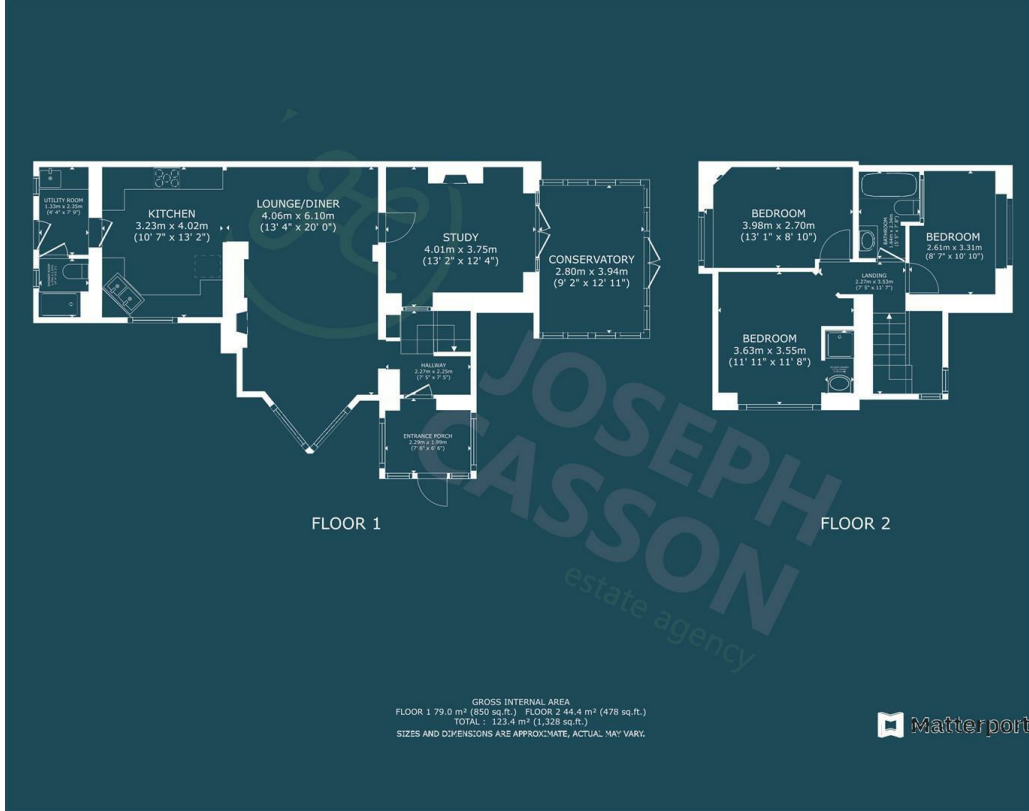 UTILITY ROOM
1.33m x 2.35m
(4' 4" x 7' 9")
KITCHEN
3.23m x 4.02m
(10' 7" x 13' 2")
LOUNGE/DINER
4.06m x 6.10m
(13' 4" x 20' 0")
STUDY
4.01m x 3.75m
(13' 2" x 12' 4")
CONSERVATORY
2.80m x 3.94m
(9' 2" x 12' 11")
HALLWAY
2.27m x 2.25m
(7' 5" x 7' 5")
ENTRANCE PORCH
2.29m x 1.99m
(7' 6" x 6' 6")
FLOOR 1
BEDROOM
3.98m x 2.70m
(13' 1" x 8' 10")
BATHROOM
BEDROOM
2.61m x 3.31m
(8' 7" x 10' 10")
LANDING
2.27m x 3.53m
(7' 5" x 11' 7")
BEDROOM
3.63m x 3.55m
(11' 11" x 11' 8")
FLOOR 2
JOSEPH
CASSON
estate agency
GROSS INTERNAL AREA
FLOOR 1 79.0 m² (850 sq.ft.) FLOOR 2 44.4 m² (478 sq.ft.)
TOTAL : 123.4 m² (1,328 sq.ft.)
SIZES AND DIMENSIONS ARE APPROXIMATE, ACTUAL MAY VARY.
Matterport